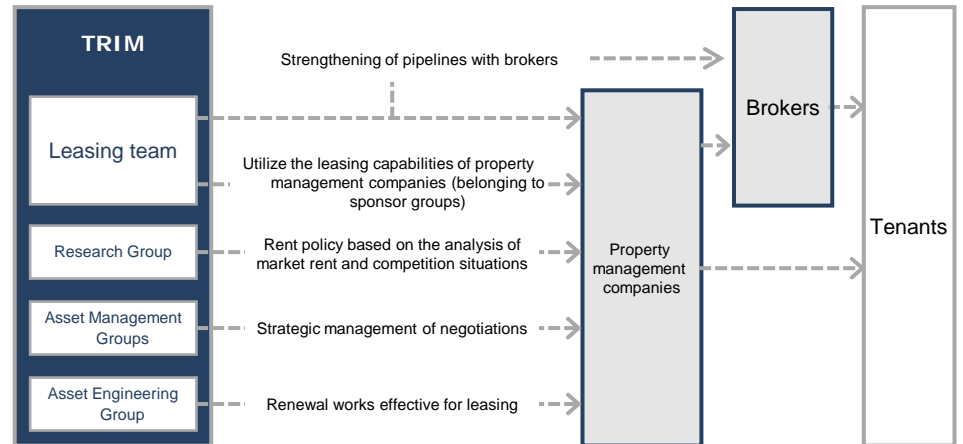 TRIM
Strengthening of pipelines with brokers
Brokers
Leasing team
Utilize the leasing capabilities of property
management companies (belonging to
sponsor groups)
Tenants
Research Group
Rent policy based on the analysis of
market rent and competition situations
Property
management
companies
Asset Management
Groups
Strategic management of negotiations
Asset Engineering
Group
Renewal works effective for leasing